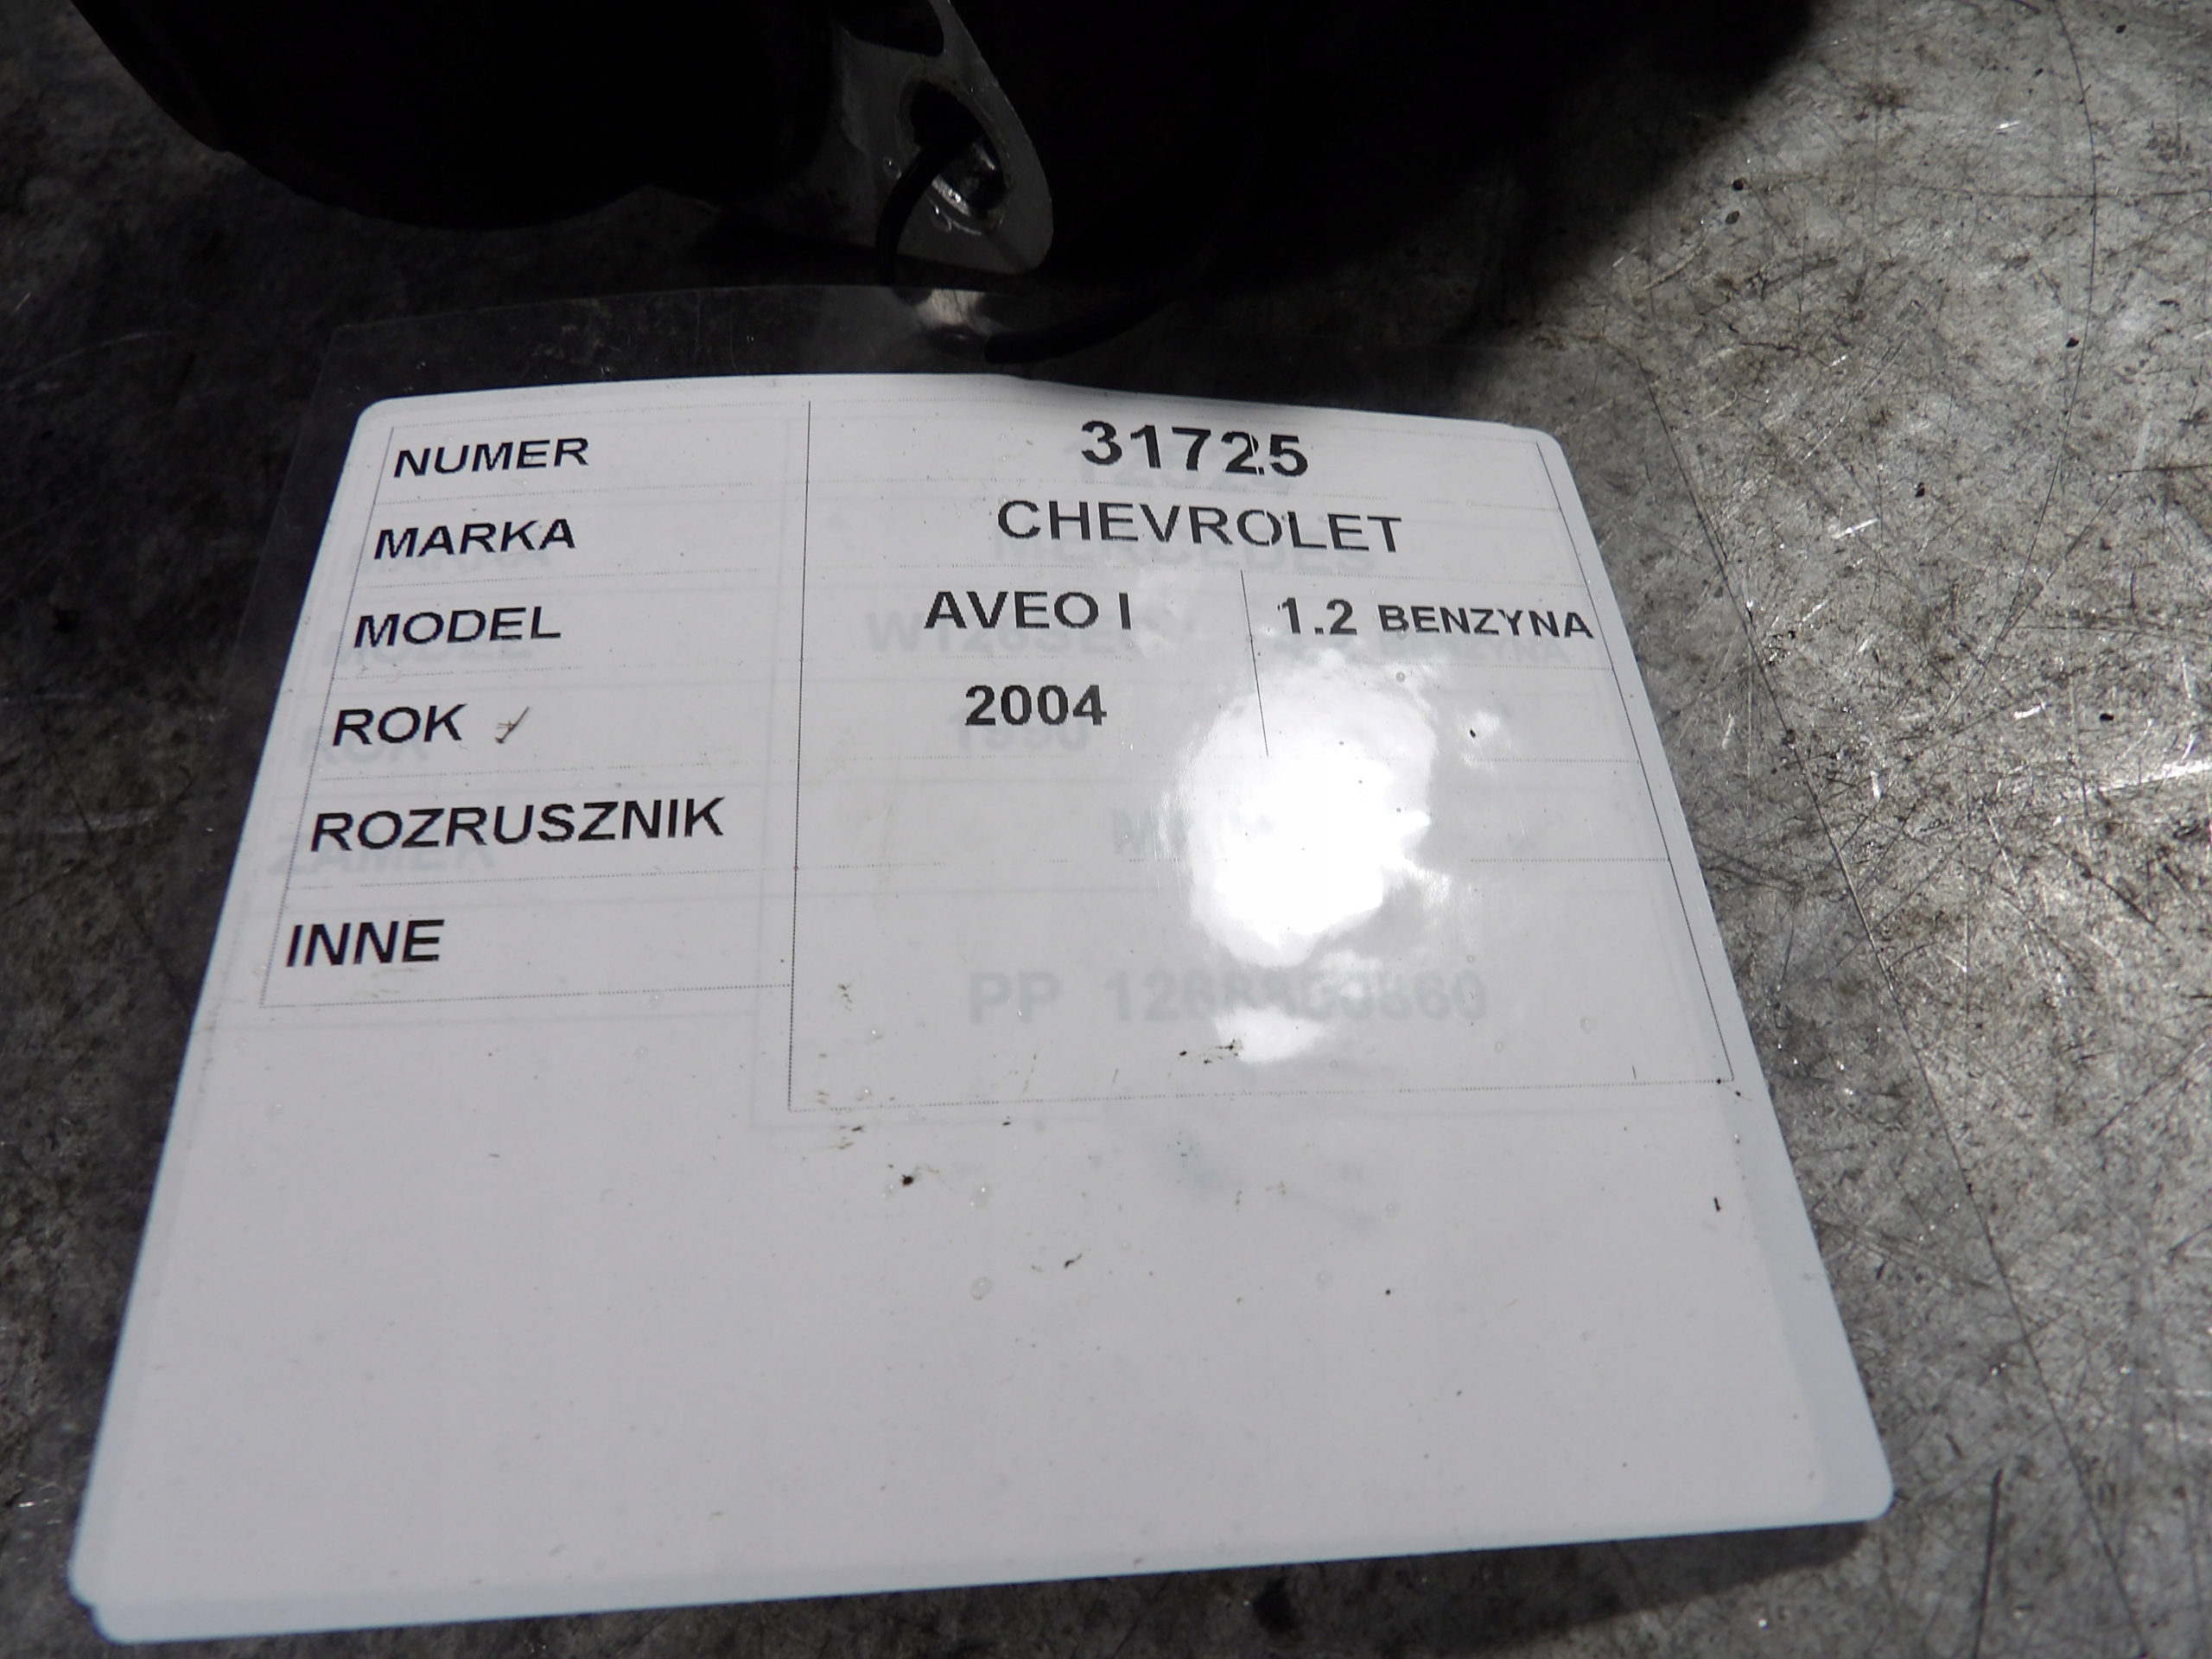 NUMER 31725
MARKA CHEVROLET
MODEL AVEO I 1.2 BENZYNA
ROK 2004
ROZRUSZNIK
INNE